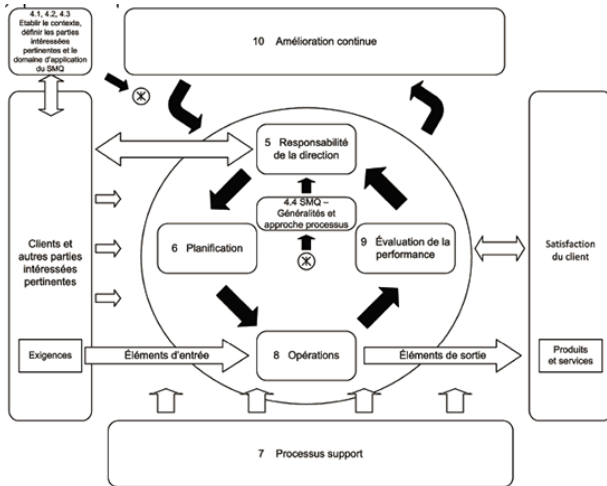 4.1, 4.2, 4.3
Etablir le contexte,
définir les parties
intéressées
pertinentes et le
domaine d'application
du SMQ
10 Amélioration continue
5 Responsabilité
de la direction
4.4 SMQ –
Généralités et
approche processus
6 Planification
9 Évaluation de la
performance
Clients et
autres parties
intéressées
pertinentes
Satisfaction
du client
Exigences
Éléments d'entrée
8 Opérations
Éléments de sortie
Produits et
services
7 Processus support